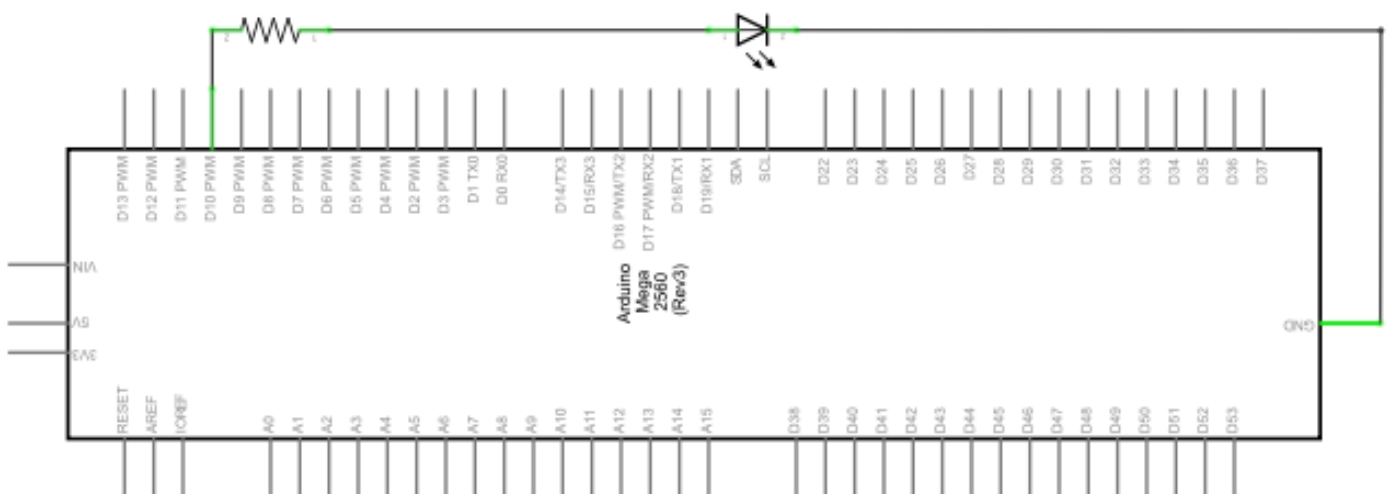 2
1
1
2
D13 PWM
D12 PWM
D11 PWM
D10 PWM
D9 PWM
D8 PWM
D7 PWM
D6 PWM
D5 PWM
D4 PWM
D2 PWM
D3 PWM
D1 TX0
D0 RX0
D14/TX3
D15/RX3
D16 PWM/TX2
D17 PWM/RX2
D18/TX1
D19/RX1
SDA
SCL
D22
D23
D24
D25
D26
D27
D28
D29
D30
D31
D32
D33
D34
D35
D36
D37
VIN
5V
3V3
Arduino
Mega
2560
(Rev3)
GND
RESET
AREF
IOREF
A0
A1
A2
A3
A4
A5
A6
A7
A8
A9
A10
A11
A12
A13
A14
A15
D38
D39
D40
D41
D42
D43
D44
D45
D46
D47
D48
D49
D50
D51
D52
D53